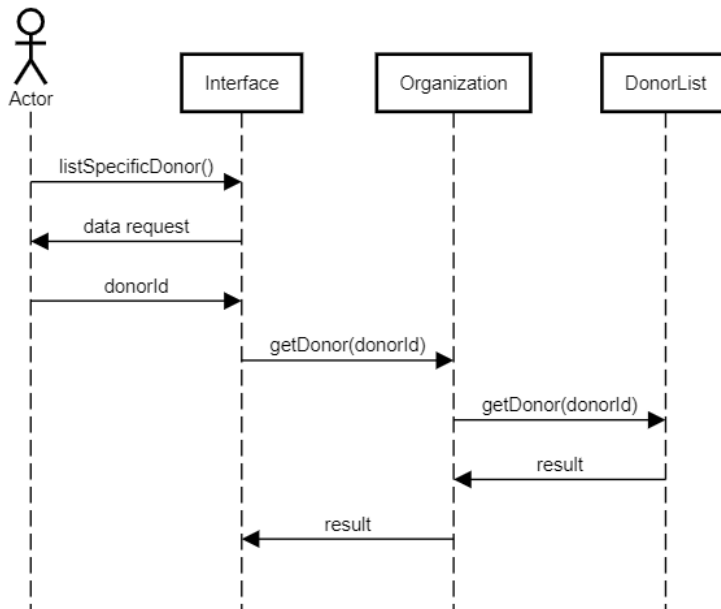 Actor
Interface
Organization
DonorList
listSpecificDonor()
data request
donorId
getDonor(donorId)
getDonor(donorId)
result
result